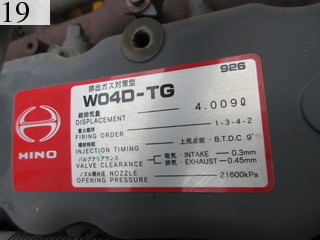 19
926
排出ガス対策型
W04D-TG
HINO
総排気量
DISPLACEMENT 4.009ℓ
着火順序
FIRING ORDER 1-3-4-2
噴射時期 上死点前
INJECTION TIMING B.T.D.C 9°
バルブクリアランス 吸気・INTAKE 0.3mm
VALVE CLEARANCE 排気・EXHAUST 0.45mm
ノズル開弁圧 NOZZLE
OPENING PRESSURE 21600kPa